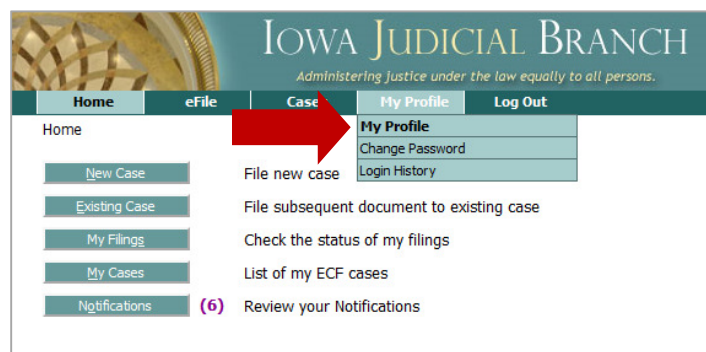 IOWA JUDICIAL BRANCH
Administering justice under the law equally to all persons.
Home eFile Case My Profile Log Out
Home
My Profile
Change Password
Login History
New Case File new case
Existing Case File subsequent document to existing case
My Filings Check the status of my filings
My Cases List of my ECF cases
Notifications (6) Review your Notifications